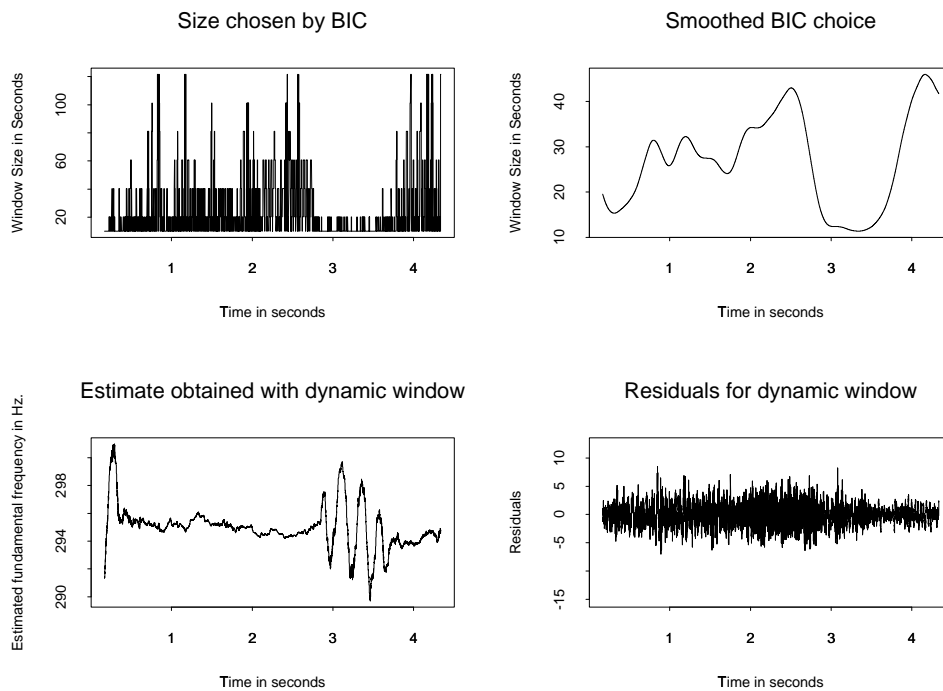 Size chosen by BIC
Window Size in Seconds
20
60
100
1 2 3 4
Time in seconds
Smoothed BIC choice
Window Size in Seconds
10
20
30
40
1 2 3 4
Time in seconds
Estimate obtained with dynamic window
Estimated fundamental frequency in Hz.
290
294
298
1 2 3 4
Time in seconds
Residuals for dynamic window
Residuals
-15
-5
0
5
10
1 2 3 4
Time in seconds